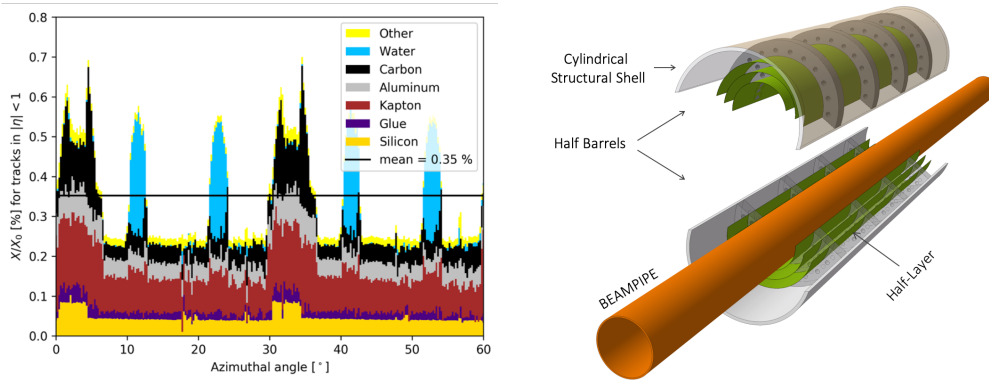 0.8
0.7
0.6
0.5
0.4
0.3
0.2
0.1
0.0
X/X₀ [%] for tracks in |η| < 1
0
10
20
30
40
50
60
Azimuthal angle [°]
Other
Water
Carbon
Aluminum
Kapton
Glue
Silicon
mean = 0.35 %
Cylindrical
Structural Shell
Half Barrels
BEAMPIPE
Half-Layer